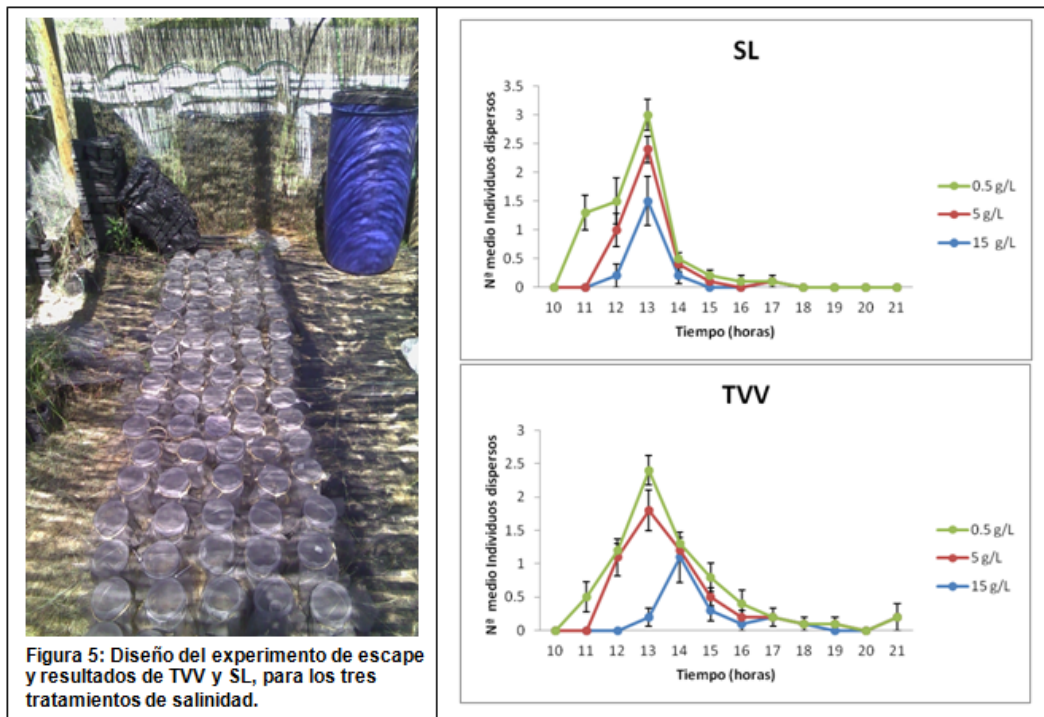 Figura 5: Diseño del experimento de escape
y resultados de TVV y SL, para los tres
tratamientos de salinidad.
SL
Nª medio Individuos dispersos
3.5
3
2.5
2
1.5
1
0.5
0
10 11 12 13 14 15 16 17 18 19 20 21
Tiempo (horas)
0.5 g/L
5 g/L
15 g/L
TVV
Nª medio Individuos dispersos
3
2.5
2
1.5
1
0.5
0
10 11 12 13 14 15 16 17 18 19 20 21
Tiempo (horas)
0.5 g/L
5 g/L
15 g/L